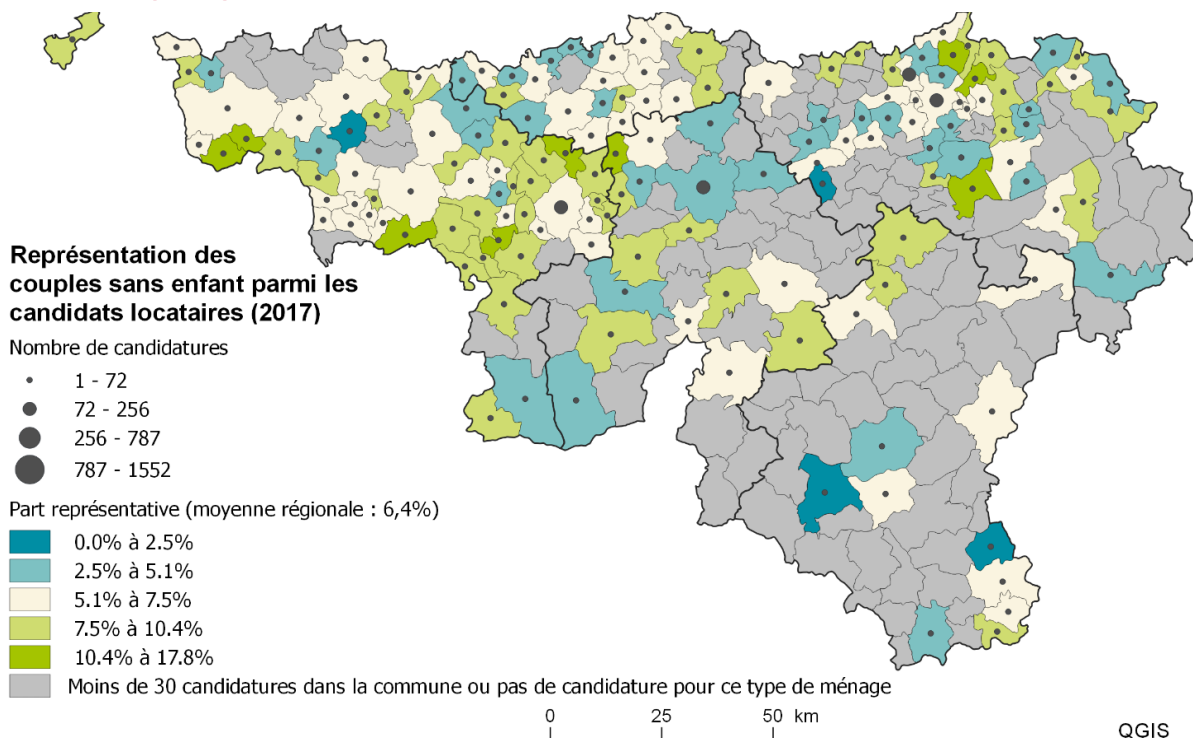 Représentation des
couples sans enfant parmi les
candidats locataires (2017)
Nombre de candidatures
1 - 72
72 - 256
256 - 787
787 - 1552
Part représentative (moyenne régionale : 6,4%)
0.0% à 2.5%
2.5% à 5.1%
5.1% à 7.5%
7.5% à 10.4%
10.4% à 17.8%
Moins de 30 candidatures dans la commune ou pas de candidature pour ce type de ménage
0 25 50 km
QGIS